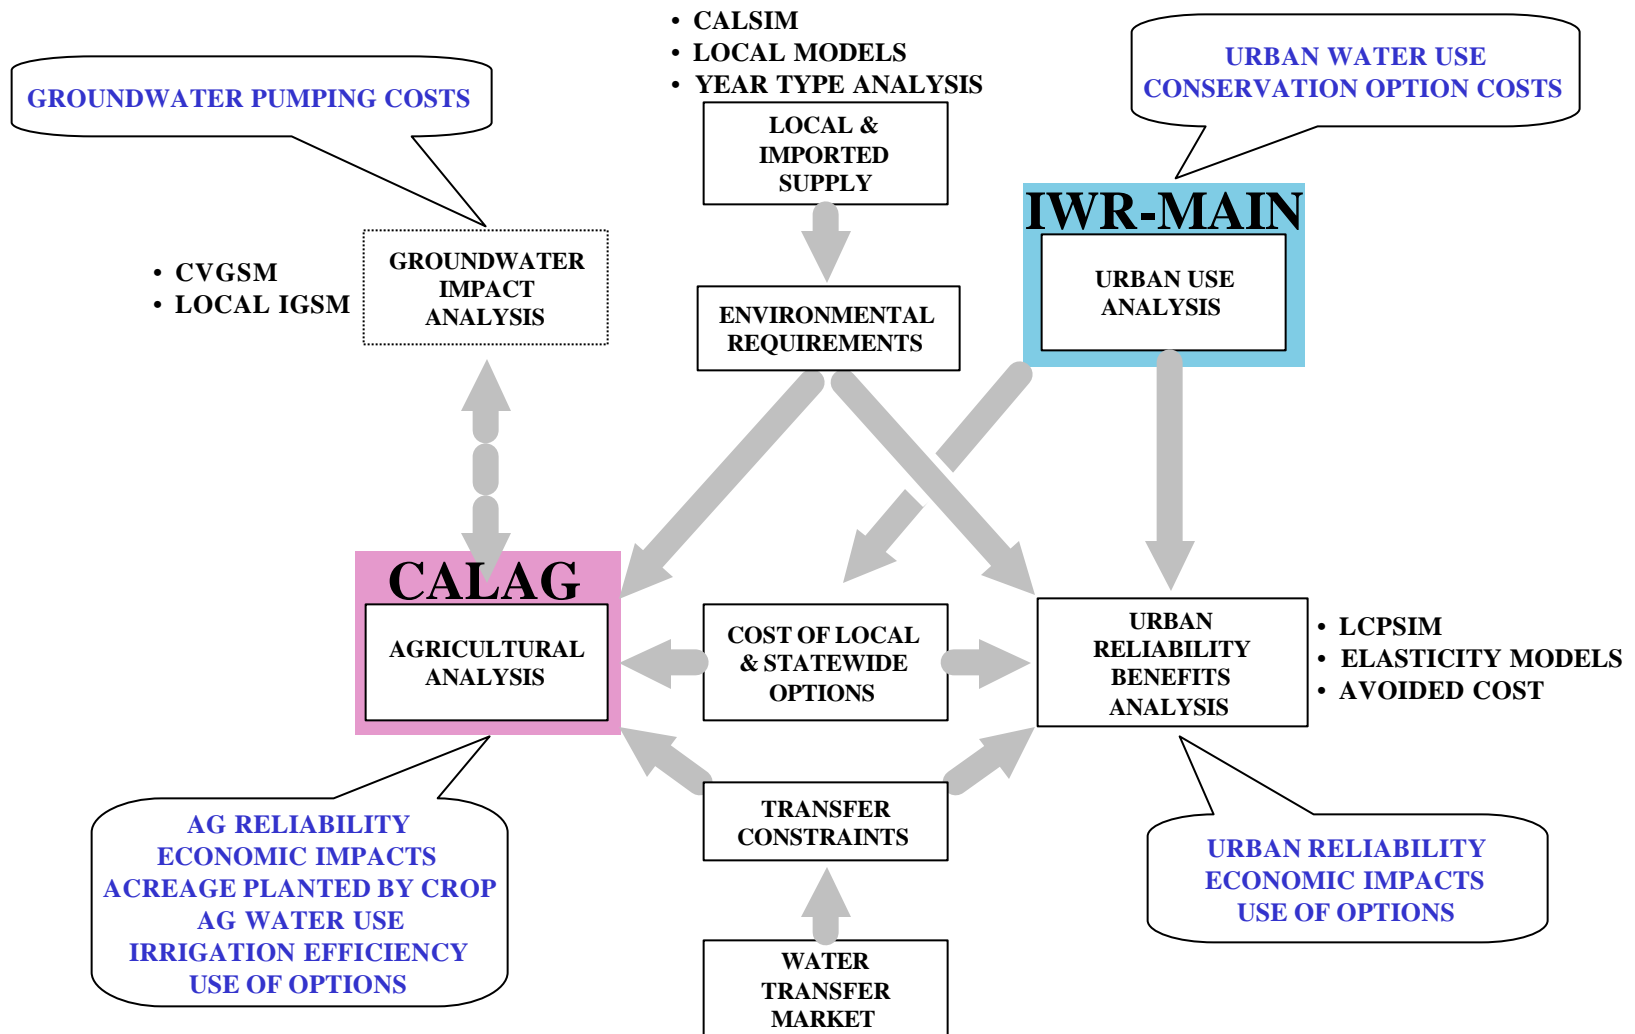 • CALSIM
• LOCAL MODELS
• YEAR TYPE ANALYSIS
URBAN WATER USE
CONSERVATION OPTION COSTS
GROUNDWATER PUMPING COSTS
LOCAL &
IMPORTED
SUPPLY
IWR-MAIN
URBAN USE
ANALYSIS
• CVGSM
• LOCAL IGSM
GROUNDWATER
IMPACT
ANALYSIS
ENVIRONMENTAL
REQUIREMENTS
CALAG
AGRICULTURAL
ANALYSIS
COST OF LOCAL
& STATEWIDE
OPTIONS
URBAN
RELIABILITY
BENEFITS
ANALYSIS
• LCPSIM
• ELASTICITY MODELS
• AVOIDED COST
TRANSFER
CONSTRAINTS
AG RELIABILITY
ECONOMIC IMPACTS
ACREAGE PLANTED BY CROP
AG WATER USE
IRRIGATION EFFICIENCY
USE OF OPTIONS
URBAN RELIABILITY
ECONOMIC IMPACTS
USE OF OPTIONS
WATER
TRANSFER
MARKET